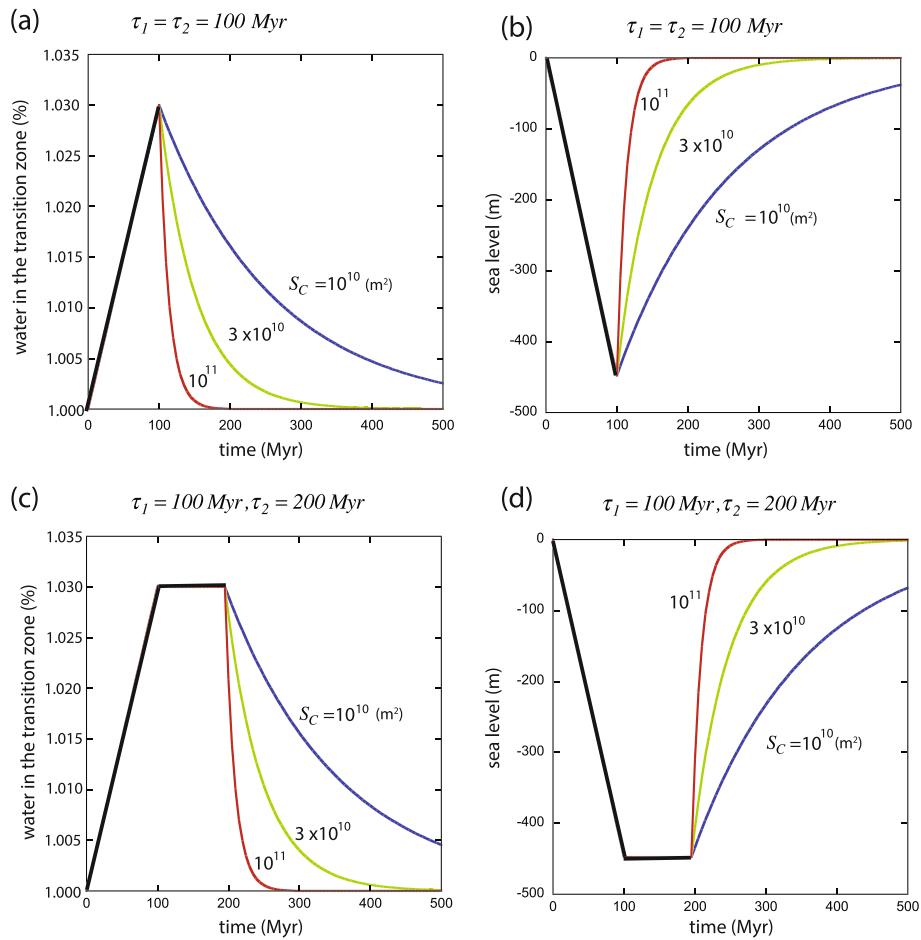 (a)
τ1 = τ2 = 100 Myr
water in the transition zone (%)
1.035
1.030
1.025
1.020
1.015
1.010
1.005
1.000
SC =10^10 (m²)
3 x10^10
10^11
0
100
200
300
400
500
time (Myr)
(b)
τ1 = τ2 = 100 Myr
sea level (m)
0
-100
-200
-300
-400
-500
10^11
3 x10^10
SC =10^10 (m²)
0
100
200
300
400
500
time (Myr)
(c)
τ1 = 100 Myr, τ2 = 200 Myr
water in the transition zone (%)
1.035
1.030
1.025
1.020
1.015
1.010
1.005
1.000
SC =10^10 (m²)
3 x10^10
10^11
0
100
200
300
400
500
time (Myr)
(d)
τ1 = 100 Myr, τ2 = 200 Myr
sea level (m)
0
-100
-200
-300
-400
-500
10^11
3 x10^10
SC =10^10 (m²)
0
100
200
300
400
500
time (Myr)